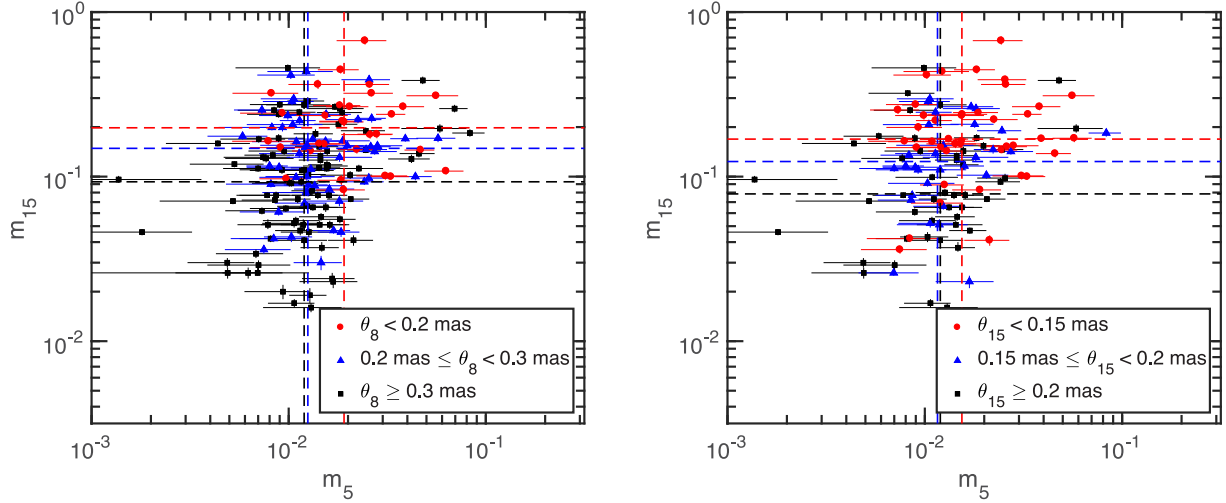 10^0
10^-1
10^-2
m_15
10^-3
10^-2
10^-1
m_5
θ_8 < 0.2 mas
0.2 mas ≤ θ_8 < 0.3 mas
θ_8 ≥ 0.3 mas
10^0
10^-1
10^-2
m_15
10^-3
10^-2
10^-1
m_5
θ_15 < 0.15 mas
0.15 mas ≤ θ_15 < 0.2 mas
θ_15 ≥ 0.2 mas